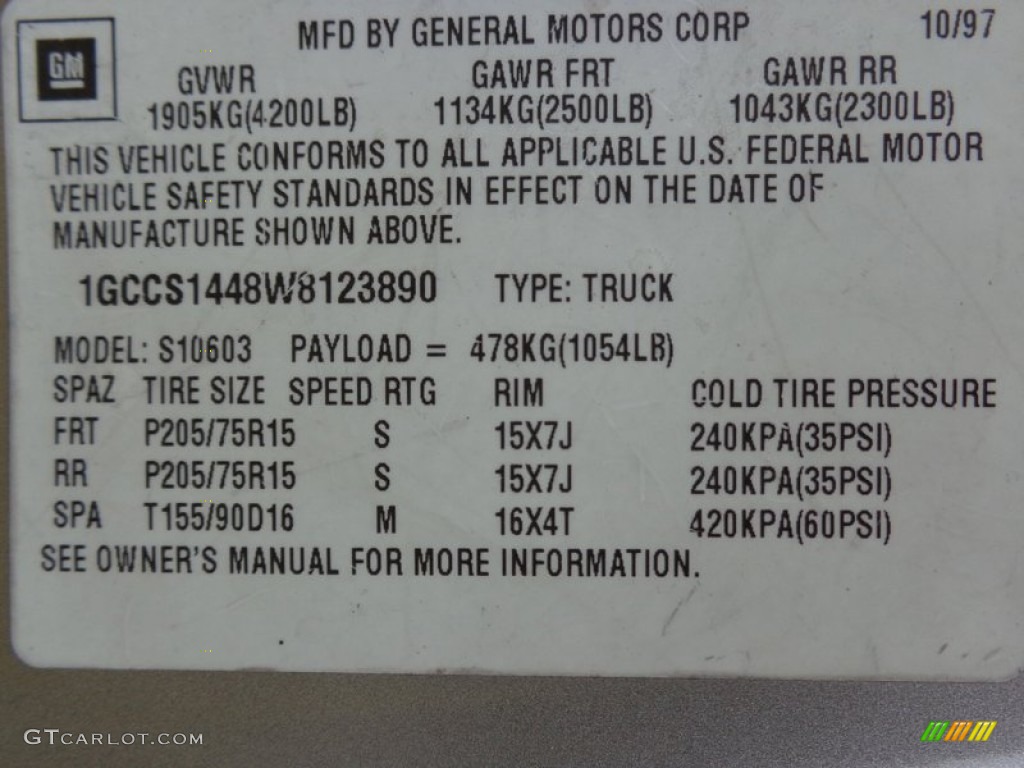 GM
MFD BY GENERAL MOTORS CORP 10/97
GVWR GAWR FRT GAWR RR
1905KG(4200LB) 1134KG(2500LB) 1043KG(2300LB)
THIS VEHICLE CONFORMS TO ALL APPLICABLE U.S. FEDERAL MOTOR
VEHICLE SAFETY STANDARDS IN EFFECT ON THE DATE OF
MANUFACTURE SHOWN ABOVE.
1GCCS1448W8123890 TYPE: TRUCK
MODEL: S10603 PAYLOAD = 478KG(1054LB)
SPAZ TIRE SIZE SPEED RTG RIM COLD TIRE PRESSURE
FRT P205/75R15 S 15X7J 240KPA(35PSI)
RR P205/75R15 S 15X7J 240KPA(35PSI)
SPA T155/90D16 M 16X4T 420KPA(60PSI)
SEE OWNER'S MANUAL FOR MORE INFORMATION.
GTCARLOT.COM